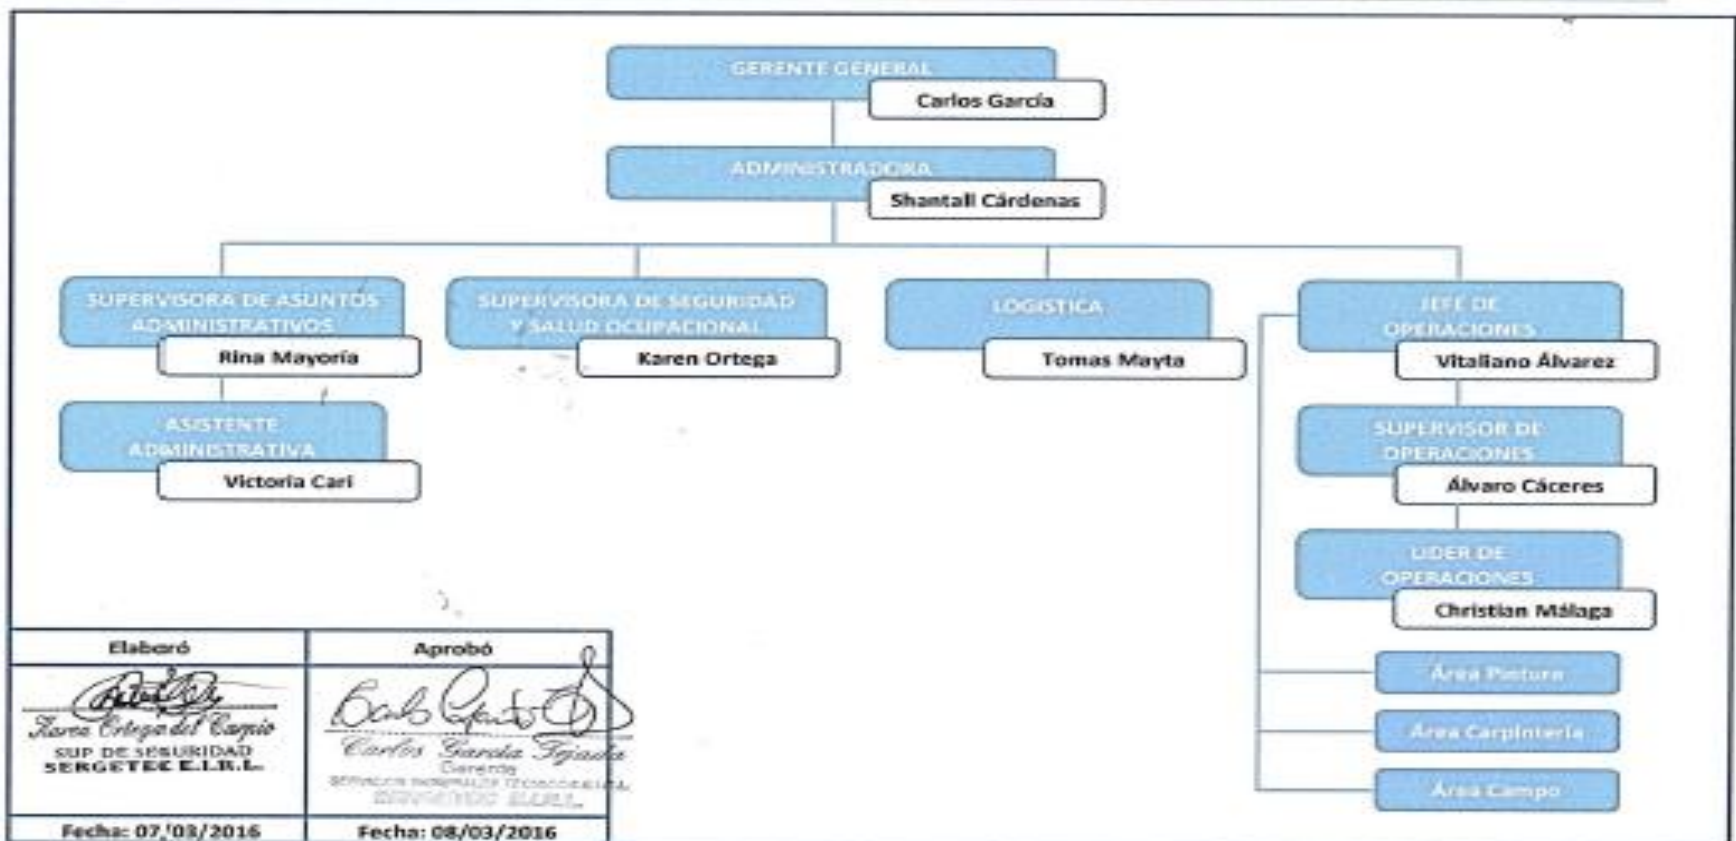 GERENTE GENERAL
Carlos García
ADMINISTRADORA
Shantall Cárdenas
SUPERVISORA DE ASUNTOS
ADMINISTRATIVOS
Rina Mayoría
SUPERVISORA DE SEGURIDAD
Y SALUD OCUPACIONAL
Karen Ortega
LOGISTICA
Tomas Mayta
JEFE DE
OPERACIONES
Vitaliano Álvarez
ASISTENTE
ADMINISTRATIVA
Victoria Cari
SUPERVISOR DE
OPERACIONES
Álvaro Cáceres
LIDER DE
OPERACIONES
Christian Málaga
Área Pintura
Área Carpintería
Área Campo
Elaboró
Karen Ortega del Carpio
SUP DE SEGURIDAD
SERGETEC E.I.R.L.
Fecha: 07/03/2016
Aprobó
Carlos García Tejada
Gerente
Fecha: 08/03/2016